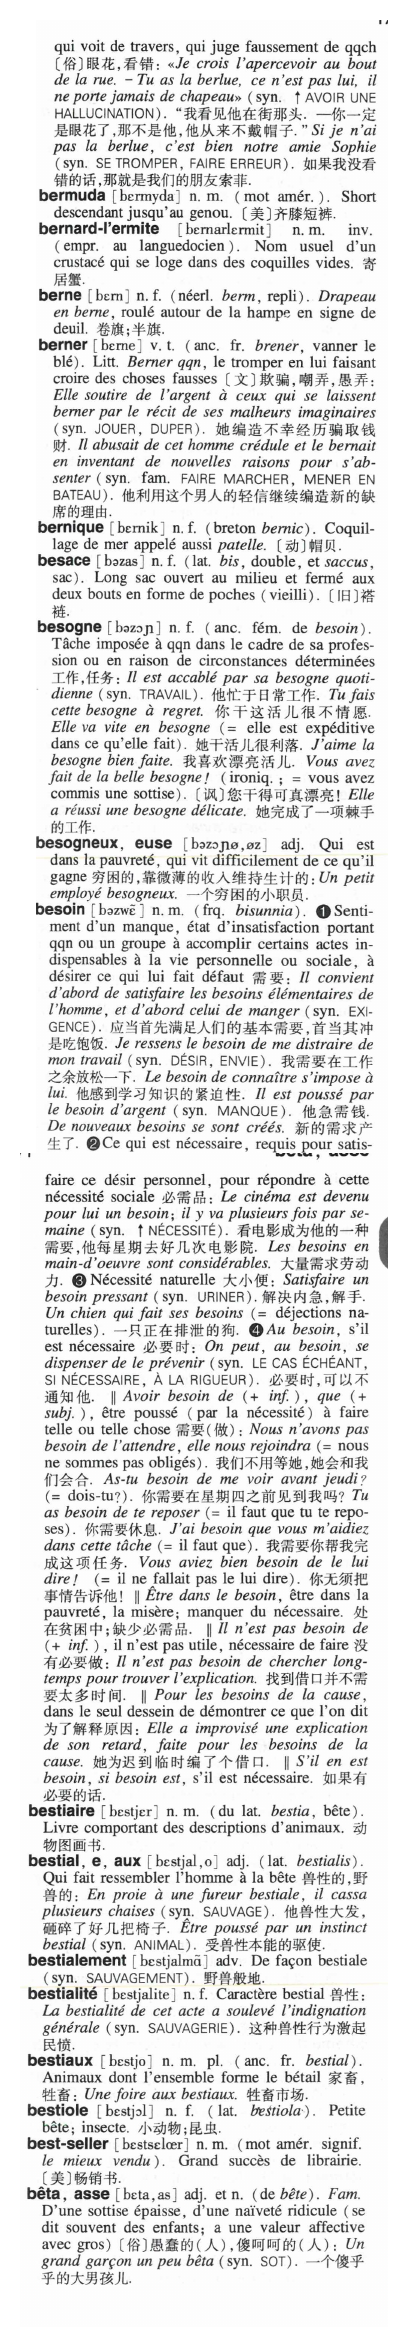 qui voit de travers, qui juge faussement de qqch
〔俗〕眼花,看错: «Je crois l'apercevoir au bout
de la rue. – Tu as la berlue, ce n'est pas lui, il
ne porte jamais de chapeau» (syn. ↑ AVOIR UNE
HALLUCINATION). “我看见他在街那头. —你一定
是眼花了,那不是他,他从来不戴帽子.” Si je n'ai
pas la berlue, c'est bien notre amie Sophie
(syn. SE TROMPER, FAIRE ERREUR). 如果我没看
错的话,那就是我们的朋友索菲.
bermuda [bɛrmyda] n. m. (mot amér.). Short
descendant jusqu'au genou. 〔美〕齐膝短裤.
bernard-l'ermite [bɛrnarlɛrmit] n. m. inv.
(empr. au languedocien). Nom usuel d'un
crustacé qui se loge dans des coquilles vides. 寄
居蟹.
berne [bɛrn] n. f. (néerl. berm, repli). Drapeau
en berne, roulé autour de la hampe en signe de
deuil. 卷旗;半旗.
berner [bɛrne] v. t. (anc. fr. brener, vanner le
blé). Litt. Berner qqn, le tromper en lui faisant
croire des choses fausses 〔文〕欺骗,嘲弄,愚弄:
Elle soutire de l'argent à ceux qui se laissent
berner par le récit de ses malheurs imaginaires
(syn. JOUER, DUPER). 她编造不幸经历骗取钱
财. Il abusait de cet homme crédule et le bernait
en inventant de nouvelles raisons pour s'ab-
senter (syn. fam. FAIRE MARCHER, MENER EN
BATEAU). 他利用这个男人的轻信继续编造新的缺
席的理由.
bernique [bɛrnik] n. f. (breton bernic). Coquil-
lage de mer appelé aussi patelle. 〔动〕帽贝.
besace [bəzas] n. f. (lat. bis, double, et saccus,
sac). Long sac ouvert au milieu et fermé aux
deux bouts en forme de poches (vieilli). 〔旧〕褡
裢.
besogne [bəzɔɲ] n. f. (anc. fém. de besoin).
Tâche imposée à qqn dans le cadre de sa profes-
sion ou en raison de circonstances déterminées
工作,任务: Il est accablé par sa besogne quoti-
dienne (syn. TRAVAIL). 他忙于日常工作. Tu fais
cette besogne à regret. 你干这活儿很不情愿.
Elle va vite en besogne (= elle est expéditive
dans ce qu'elle fait). 她干活儿很利落. J'aime la
besogne bien faite. 我喜欢漂亮活儿. Vous avez
fait de la belle besogne! (ironiq. ; = vous avez
commis une sottise). 〔讽〕您干得可真漂亮! Elle
a réussi une besogne délicate. 她完成了一项棘手
的工作.
besogneux, euse [bəzɔɲø,øz] adj. Qui est
dans la pauvreté, qui vit difficilement de ce qu'il
gagne 穷困的,靠微薄的收入维持生计的: Un petit
employé besogneux. 一个穷困的小职员.
besoin [bəzwɛ̃] n. m. (frq. bisunnia). ❶ Senti-
ment d'un manque, état d'insatisfaction portant
qqn ou un groupe à accomplir certains actes in-
dispensables à la vie personnelle ou sociale, à
désirer ce qui lui fait défaut 需要: Il convient
d'abord de satisfaire les besoins élémentaires de
l'homme, et d'abord celui de manger (syn. EXI-
GENCE). 应当首先满足人们的基本需要,首当其冲
是吃饱饭. Je ressens le besoin de me distraire de
mon travail (syn. DÉSIR, ENVIE). 我需要在工作
之余放松一下. Le besoin de connaître s'impose à
lui. 他感到学习知识的紧迫性. Il est poussé par
le besoin d'argent (syn. MANQUE). 他急需钱.
De nouveaux besoins se sont créés. 新的需求产
生了. ❷ Ce qui est nécessaire, requis pour satis-
faire ce désir personnel, pour répondre à cette
nécessité sociale 必需品: Le cinéma est devenu
pour lui un besoin; il y va plusieurs fois par se-
maine (syn. ↑ NÉCESSITÉ). 看电影成为他的一种
需要,他每星期去好几次电影院. Les besoins en
main-d'oeuvre sont considérables. 大量需求劳动
力. ❸ Nécessité naturelle 大小便: Satisfaire un
besoin pressant (syn. URINER). 解决内急,解手.
Un chien qui fait ses besoins (= déjections na-
turelles). 一只正在排泄的狗. ❹ Au besoin, s'il
est nécessaire 必要时: On peut, au besoin, se
dispenser de le prévenir (syn. LE CAS ÉCHÉANT,
SI NÉCESSAIRE, À LA RIGUEUR). 必要时,可以不
通知他. ‖ Avoir besoin de (+ inf.), que (+
subj.), être poussé (par la nécessité) à faire
telle ou telle chose 需要(做): Nous n'avons pas
besoin de l'attendre, elle nous rejoindra (= nous
ne sommes pas obligés). 我们不用等她,她会和我
们会合. As-tu besoin de me voir avant jeudi?
(= dois-tu?). 你需要在星期四之前见到我吗? Tu
as besoin de te reposer (= il faut que tu te repo-
ses). 你需要休息. J'ai besoin que vous m'aidiez
dans cette tâche (= il faut que). 我需要你帮我完
成这项任务. Vous aviez bien besoin de le lui
dire! (= il ne fallait pas le lui dire). 你无须把
事情告诉他! ‖ Être dans le besoin, être dans la
pauvreté, la misère; manquer du nécessaire. 处
在贫困中;缺少必需品. ‖ Il n'est pas besoin de
(+ inf.), il n'est pas utile, nécessaire de faire 没
有必要做: Il n'est pas besoin de chercher long-
temps pour trouver l'explication. 找到借口并不需
要太多时间. ‖ Pour les besoins de la cause,
dans le seul dessein de démontrer ce que l'on dit
为了解释原因: Elle a improvisé une explication
de son retard, faite pour les besoins de la
cause. 她为迟到临时编了个借口. ‖ S'il en est
besoin, si besoin est, s'il est nécessaire. 如果有
必要的话.
bestiaire [bɛstjɛr] n. m. (du lat. bestia, bête).
Livre comportant des descriptions d'animaux. 动
物图画书.
bestial, e, aux [bɛstjal,o] adj. (lat. bestialis).
Qui fait ressembler l'homme à la bête 兽性的,野
兽的: En proie à une fureur bestiale, il cassa
plusieurs chaises (syn. SAUVAGE). 他兽性大发,
砸碎了好几把椅子. Être poussé par un instinct
bestial (syn. ANIMAL). 受兽性本能的驱使.
bestialement [bɛstjalmɑ̃] adv. De façon bestiale
(syn. SAUVAGEMENT). 野兽般地.
bestialité [bɛstjalite] n. f. Caractère bestial 兽性:
La bestialité de cet acte a soulevé l'indignation
générale (syn. SAUVAGERIE). 这种兽性行为激起
民愤.
bestiaux [bɛstjo] n. m. pl. (anc. fr. bestial).
Animaux dont l'ensemble forme le bétail 家畜,
牲畜: Une foire aux bestiaux. 牲畜市场.
bestiole [bɛstjɔl] n. f. (lat. bestiola). Petite
bête; insecte. 小动物;昆虫.
best-seller [bɛstsɛlœr] n. m. (mot amér. signif.
le mieux vendu). Grand succès de librairie.
〔美〕畅销书.
bêta, asse [bɛta,as] adj. et n. (de bête). Fam.
D'une sottise épaisse, d'une naïveté ridicule (se
dit souvent des enfants; a une valeur affective
avec gros) 〔俗〕愚蠢的(人),傻呵呵的(人): Un
grand garçon un peu bêta (syn. SOT). 一个傻乎
乎的大男孩儿.